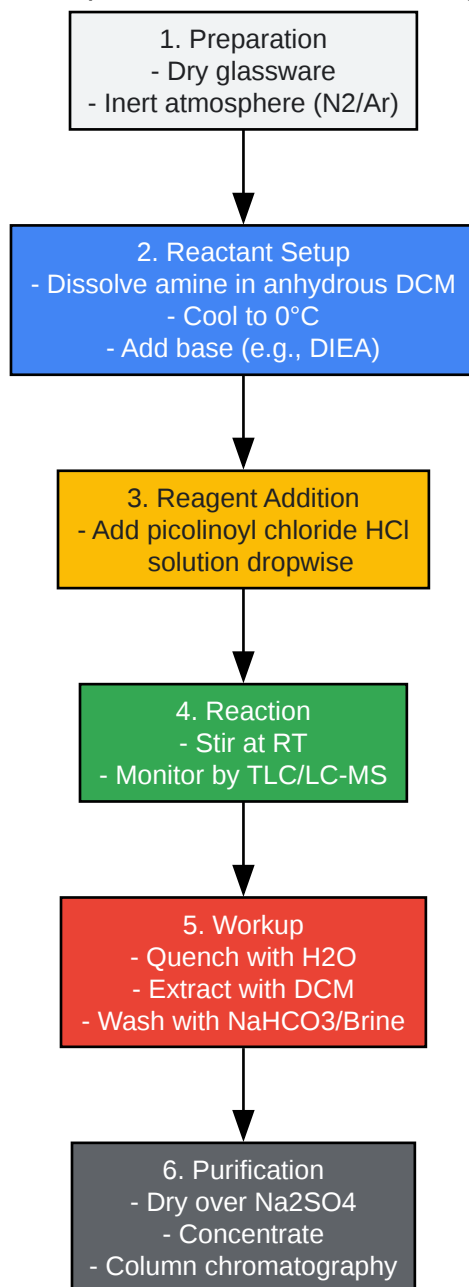 1. Preparation
- Dry glassware
- Inert atmosphere (N2/Ar)
2. Reactant Setup
- Dissolve amine in anhydrous DCM
- Cool to 0°C
- Add base (e.g., DIEA)
3. Reagent Addition
- Add picolinoyl chloride HCl
solution dropwise
4. Reaction
- Stir at RT
- Monitor by TLC/LC-MS
5. Workup
- Quench with H2O
- Extract with DCM
- Wash with NaHCO3/Brine
6. Purification
- Dry over Na2SO4
- Concentrate
- Column chromatography